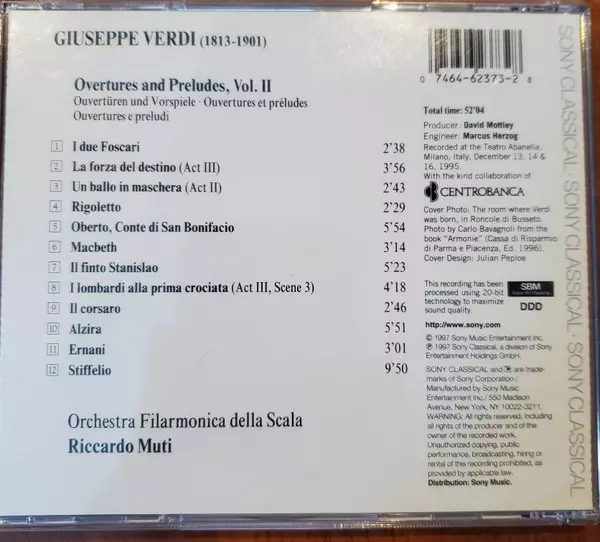 GIUSEPPE VERDI (1813-1901)
Overtures and Preludes, Vol. II
Ouvertüren und Vorspiele · Ouvertures et préludes
Ouvertures e preludi
1 I due Foscari 2'38
2 La forza del destino (Act III) 3'56
3 Un ballo in maschera (Act II) 2'43
4 Rigoletto 2'29
5 Oberto, Conte di San Bonifacio 5'54
6 Macbeth 3'14
7 Il finto Stanislao 5'23
8 I lombardi alla prima crociata (Act III, Scene 3) 4'18
9 Il corsaro 2'46
10 Alzira 5'51
11 Ernani 3'01
12 Stiffelio 9'50
Orchestra Filarmonica della Scala
Riccardo Muti
0 7464-62373-2 8
Total time: 52'04
Producer: David Mottley
Engineer: Marcus Herzog
Recorded at the Teatro Abanella,
Milano, Italy, December 13, 14 &
16, 1995.
With the kind collaboration of
CENTROBANCA
Cover Photo: The room where Verdi
was born, in Roncole di Busseto.
Photo by Carlo Bavagnoli from the
book "Armonie" (Cassa di Risparmio
di Parma e Piacenza, Ed. 1996).
Cover Design: Julian Peploe
This recording has been
processed using 20-bit
technology to maximize
sound quality.
SBM
DDD
http://www.sony.com
© 1997 Sony Music Entertainment Inc.
℗ 1997 Sony Classical, a division of Sony
Entertainment Holdings GmbH.
SONY CLASSICAL and are trade-
marks of Sony Corporation/
Manufactured by Sony Music
Entertainment Inc./ 550 Madison
Avenue, New York, NY 10022-3211.
WARNING: All rights reserved, including
all rights of the producer and of the
owner of the recorded work.
Unauthorized copying, public
performance, broadcasting, hiring or
rental of this recording prohibited, as
provided by applicable law.
Distribution: Sony Music.
SONY CLASSICAL · SONY CLASSICAL · SONY CLASSICAL · SONY CLASSICAL